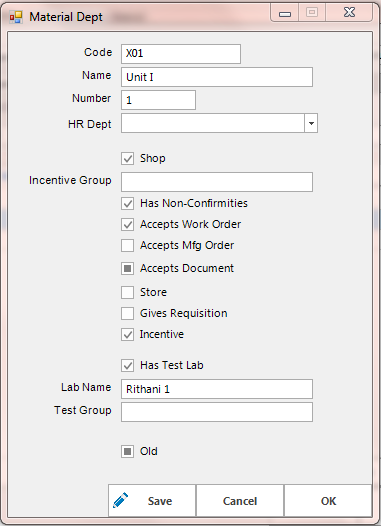 Material Dept
Code X01
Name Unit I
Number 1
HR Dept
Shop
Incentive Group
Has Non-Confirmities
Accepts Work Order
Accepts Mfg Order
Accepts Document
Store
Gives Requisition
Incentive
Has Test Lab
Lab Name Rithani 1
Test Group
Old
Save Cancel OK